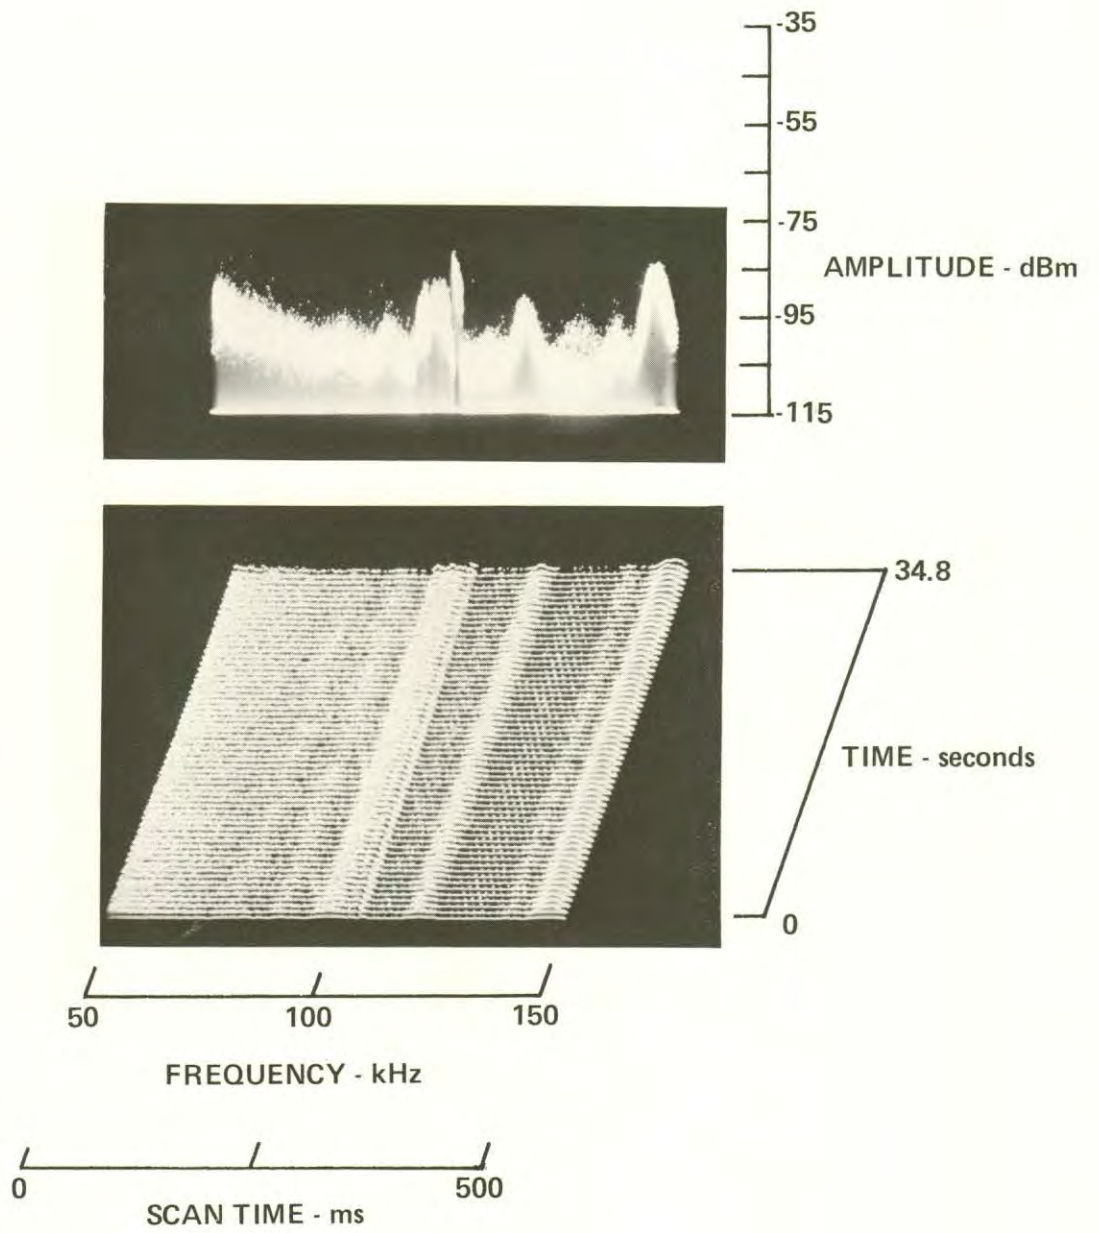 -35
-55
-75
AMPLITUDE - dBm
-95
-115
34.8
TIME - seconds
0
50 100 150
FREQUENCY - kHz
0 500
SCAN TIME - ms